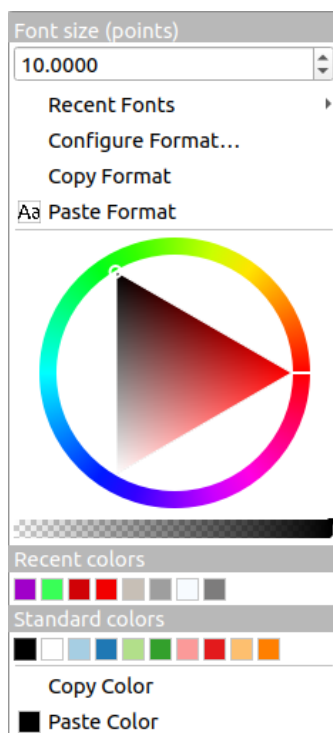 Font size (points)
10.0000
Recent Fonts
Configure Format…
Copy Format
Aa Paste Format
Recent colors
Standard colors
Copy Color
Paste Color